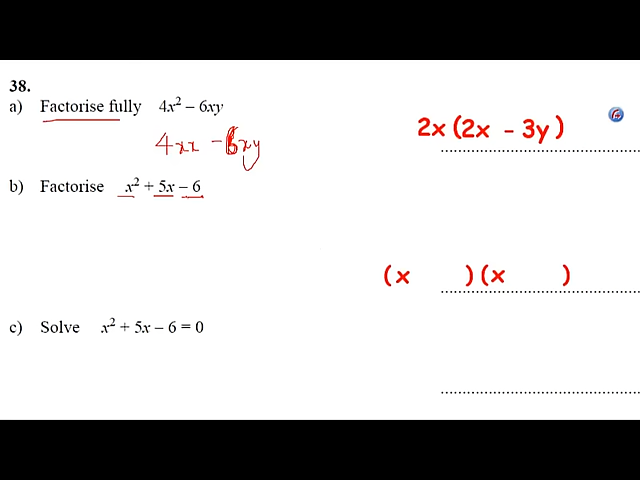 38.
a) Factorise fully 4x² – 6xy
2x (2x - 3y)
4xx - 6xy
b) Factorise x² + 5x – 6
(x )(x )
c) Solve x² + 5x – 6 = 0